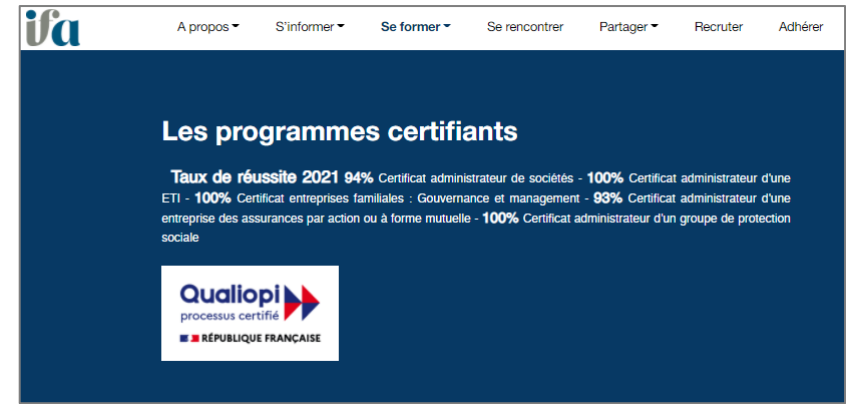 ifa
A propos S'informer Se former Se rencontrer Partager Recruter Adhérer
Les programmes certifiants
Taux de réussite 2021 94% Certificat administrateur de sociétés - 100% Certificat administrateur d'une
ETI - 100% Certificat entreprises familiales : Gouvernance et management - 93% Certificat administrateur d'une
entreprise des assurances par action ou à forme mutuelle - 100% Certificat administrateur d'un groupe de protection
sociale
Qualiopi
processus certifié
RÉPUBLIQUE FRANÇAISE